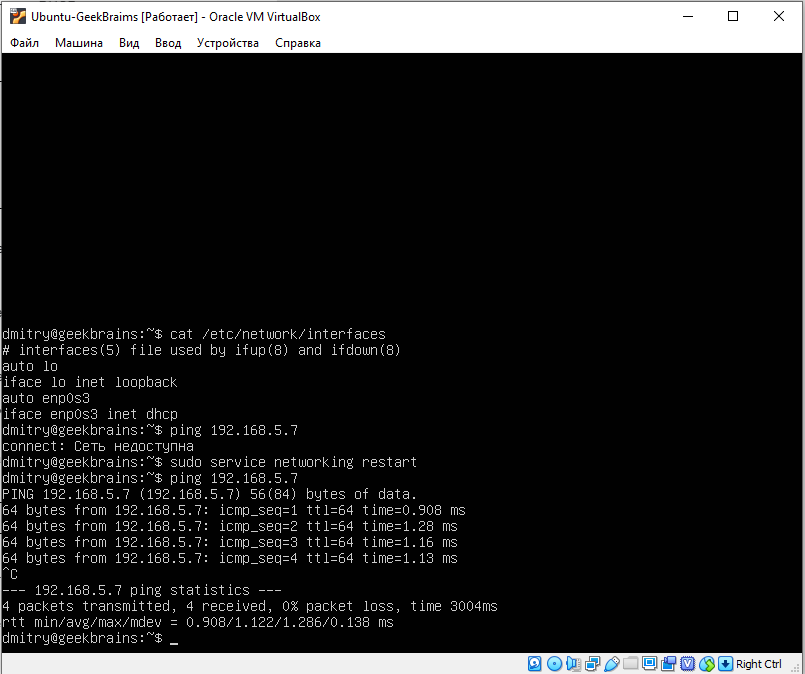 Ubuntu-GeekBraims [Работает] - Oracle VM VirtualBox
Файл Машина Вид Ввод Устройства Справка
dmitry@geekbrains:~$ cat /etc/network/interfaces
# interfaces(5) file used by ifup(8) and ifdown(8)
auto lo
iface lo inet loopback
auto enp0s3
iface enp0s3 inet dhcp
dmitry@geekbrains:~$ ping 192.168.5.7
connect: Сеть недоступна
dmitry@geekbrains:~$ sudo service networking restart
dmitry@geekbrains:~$ ping 192.168.5.7
PING 192.168.5.7 (192.168.5.7) 56(84) bytes of data.
64 bytes from 192.168.5.7: icmp_seq=1 ttl=64 time=0.908 ms
64 bytes from 192.168.5.7: icmp_seq=2 ttl=64 time=1.28 ms
64 bytes from 192.168.5.7: icmp_seq=3 ttl=64 time=1.16 ms
64 bytes from 192.168.5.7: icmp_seq=4 ttl=64 time=1.13 ms
^C
--- 192.168.5.7 ping statistics ---
4 packets transmitted, 4 received, 0% packet loss, time 3004ms
rtt min/avg/max/mdev = 0.908/1.122/1.286/0.138 ms
dmitry@geekbrains:~$ _
Right Ctrl